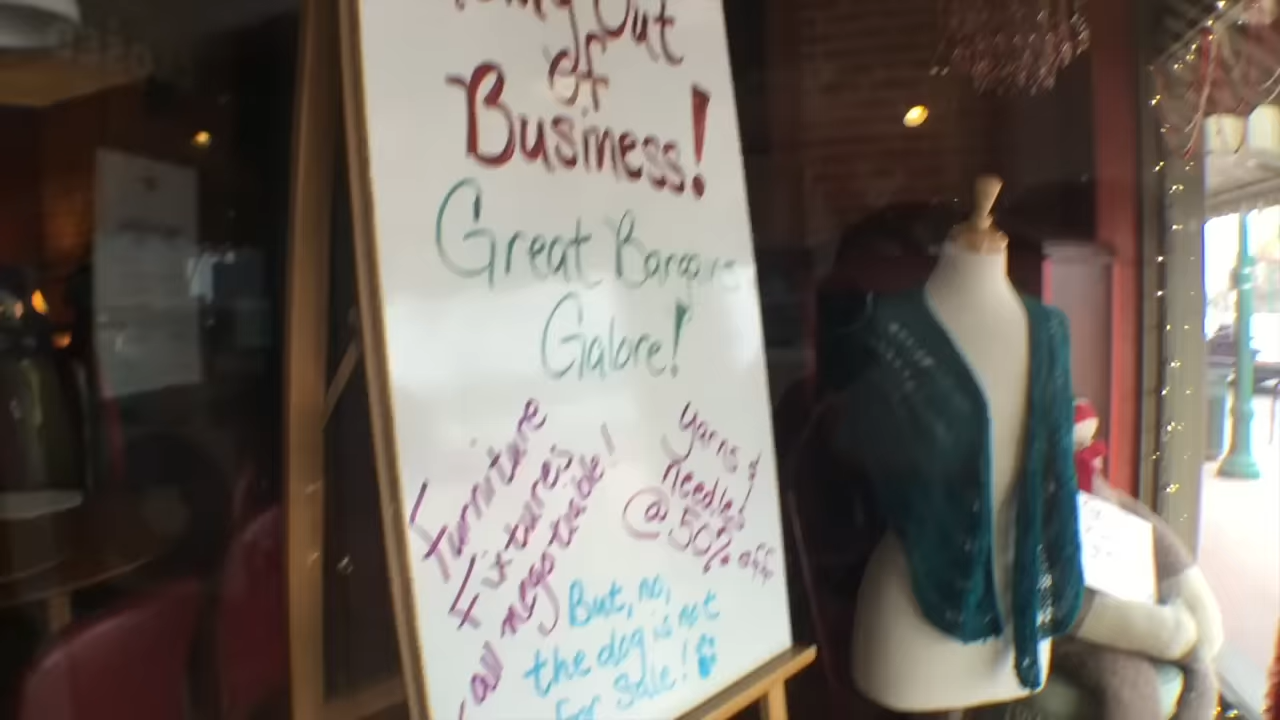 Out
of
Business!
Great Bargains
Galore!
Furniture
Fixtures
all negotiable!
Yarns &
needles
@ 50% off
But, no,
the dog is not
for sale!